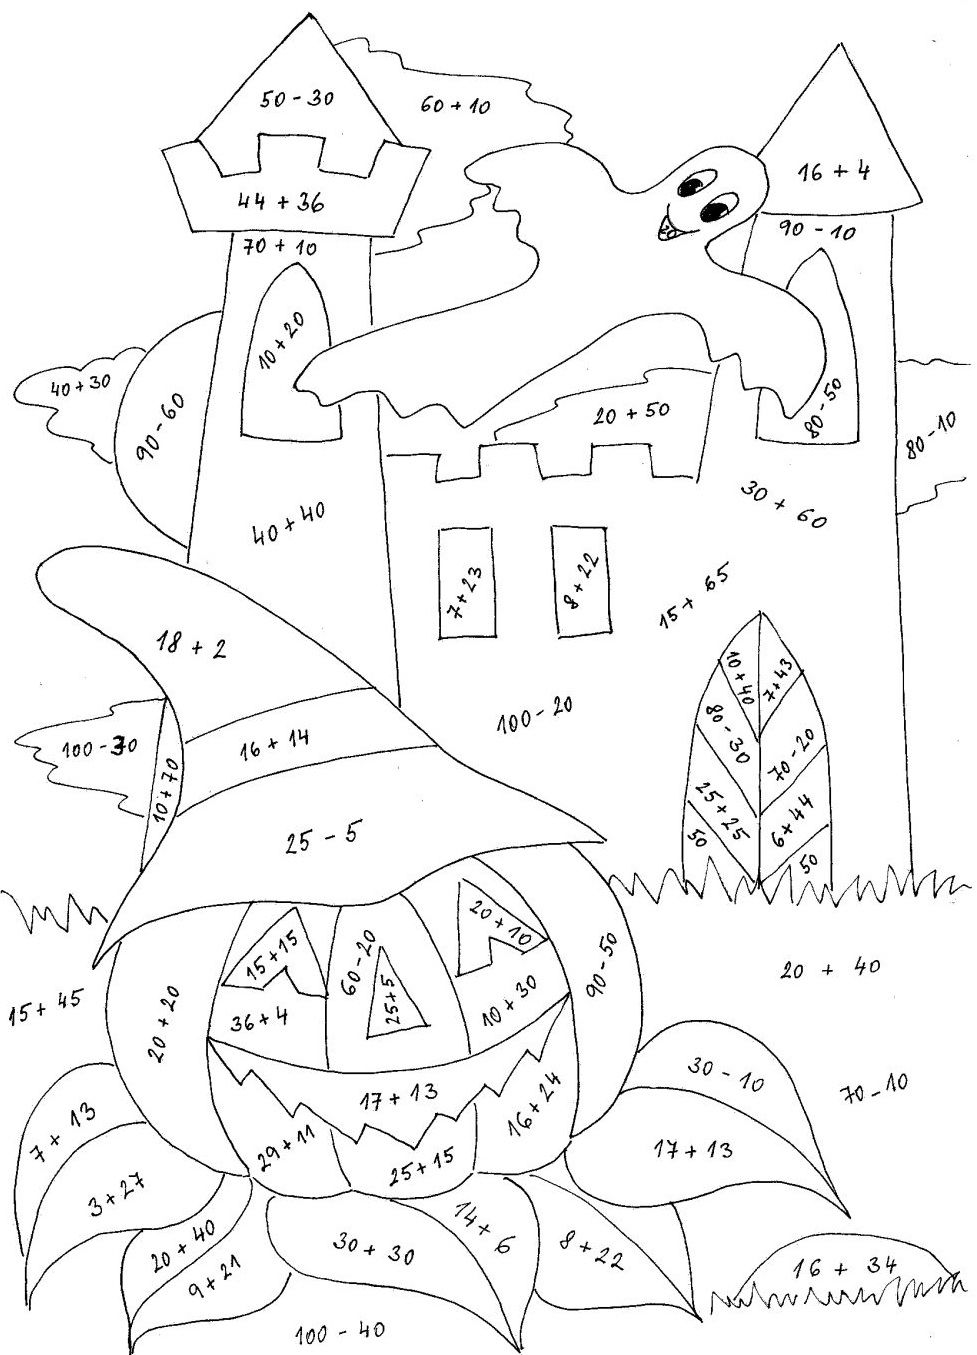 50 - 30
60 + 10
16 + 4
44 + 36
70 + 10
90 - 10
10 + 20
40 + 30
90 - 60
20 + 50
80 - 50
80 - 10
30 + 60
40 + 40
7 + 23
8 + 22
15 + 65
18 + 2
10 + 40
7 + 43
100 - 20
80 - 30
70 - 20
16 + 14
100 - 30
10 + 70
25 + 25
6 + 44
25 - 5
50
50
20 + 10
15 + 15
60 - 20
90 - 50
20 + 40
25 + 5
15 + 45
20 + 20
36 + 4
10 + 30
30 - 10
70 - 10
17 + 13
16 + 24
7 + 13
29 + 11
25 + 15
17 + 13
3 + 27
20 + 40
30 + 30
14 + 6
8 + 22
9 + 21
16 + 34
100 - 40